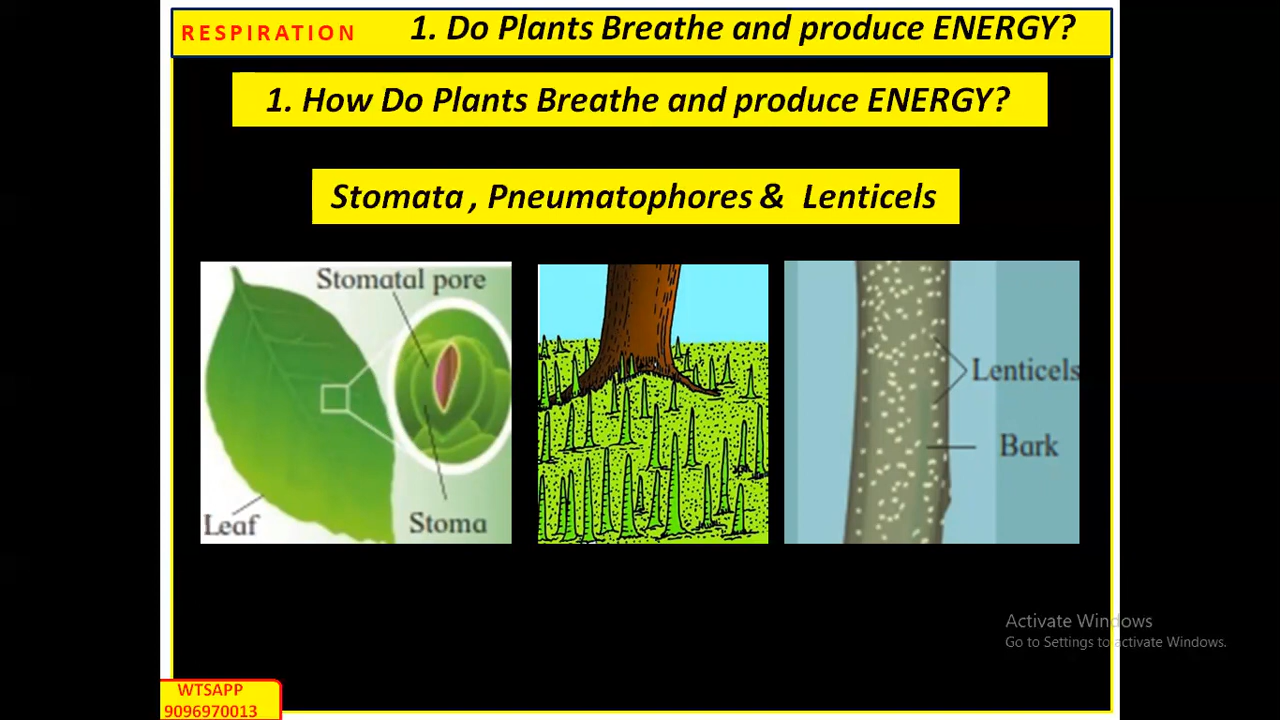 RESPIRATION
1. Do Plants Breathe and produce ENERGY?
1. How Do Plants Breathe and produce ENERGY?
Stomata , Pneumatophores & Lenticels
Stomatal pore
Leaf
Stoma
Lenticels
Bark
Activate Windows
Go to Settings to activate Windows.
WTSAPP
9096970013